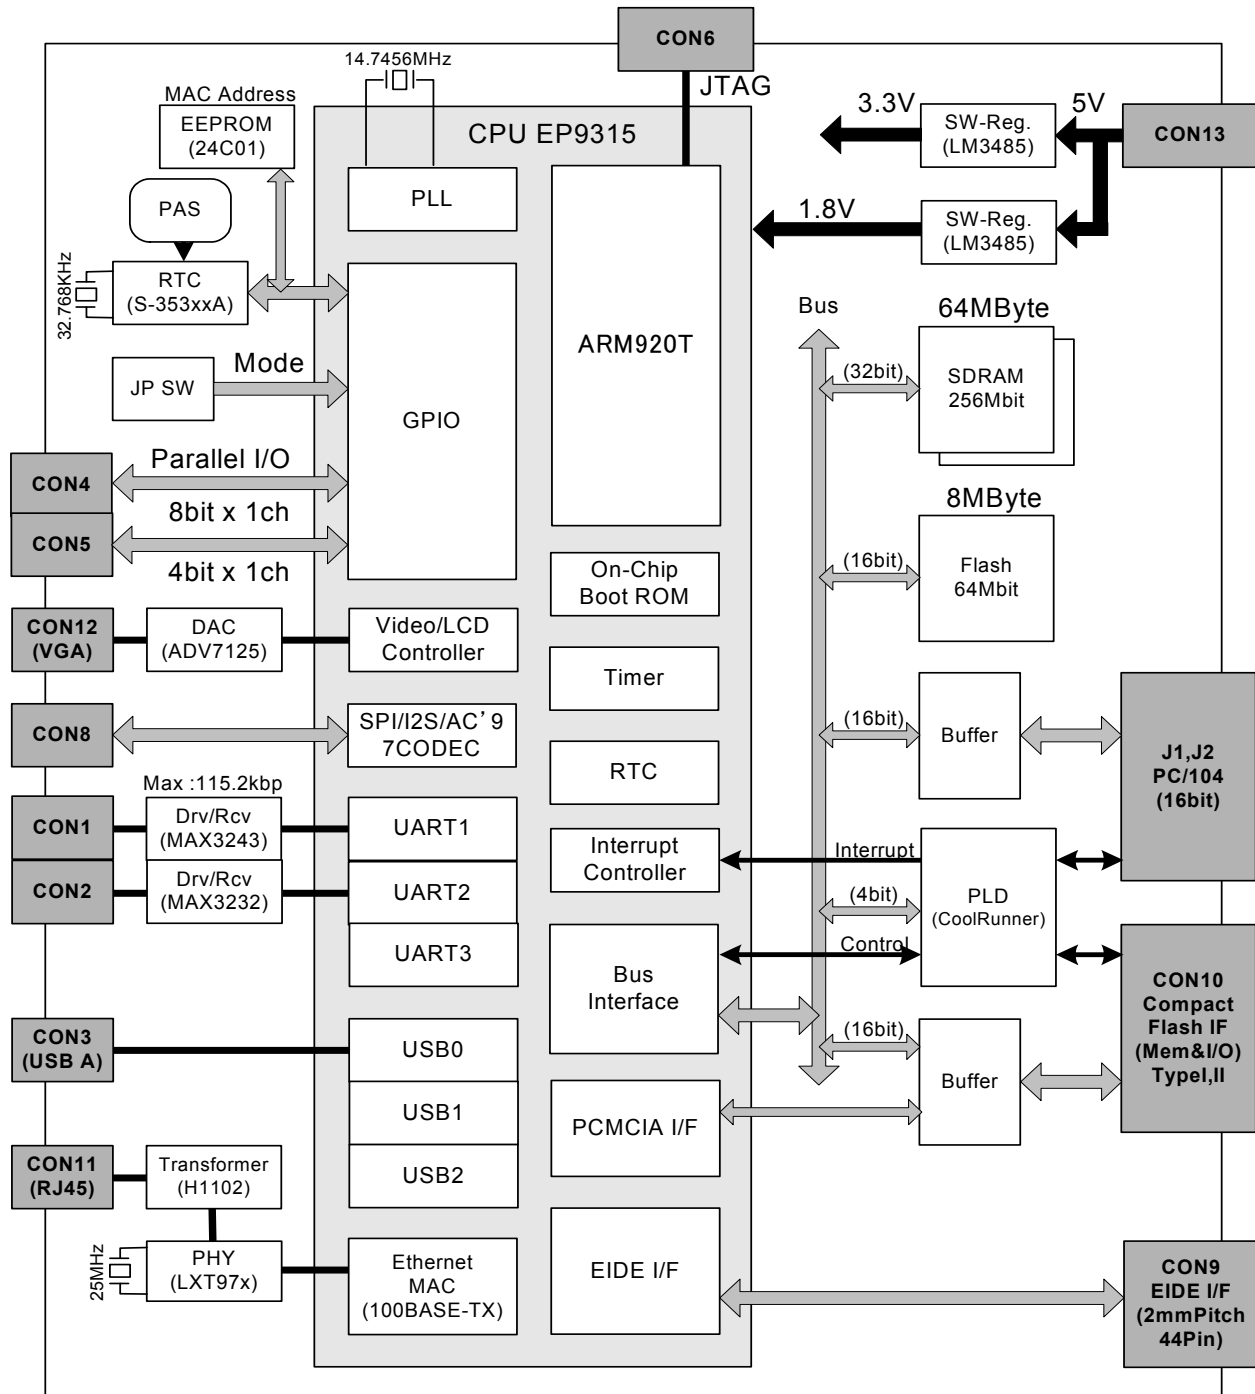 CON6
14.7456MHz
JTAG
MAC Address
EEPROM
(24C01)
CPU EP9315
3.3V
SW-Reg.
(LM3485)
5V
CON13
PLL
PAS
1.8V
SW-Reg.
(LM3485)
32.768KHz
RTC
(S-353xxA)
ARM920T
Bus
64MByte
(32bit)
SDRAM
256Mbit
JP SW
Mode
GPIO
CON4
Parallel I/O
8bit x 1ch
CON5
4bit x 1ch
8MByte
(16bit)
Flash
64Mbit
On-Chip
Boot ROM
CON12
(VGA)
DAC
(ADV7125)
Video/LCD
Controller
Timer
CON8
SPI/I2S/AC’9
7CODEC
RTC
(16bit)
Buffer
J1,J2
PC/104
(16bit)
Max :115.2kbp
CON1
Drv/Rcv
(MAX3243)
UART1
Interrupt
Controller
Interrupt
CON2
Drv/Rcv
(MAX3232)
UART2
(4bit)
PLD
(CoolRunner)
UART3
Bus
Interface
Control
CON10
Compact
Flash IF
(Mem&I/O)
TypeI,II
CON3
(USB A)
USB0
(16bit)
Buffer
USB1
PCMCIA I/F
CON11
(RJ45)
Transformer
(H1102)
USB2
25MHz
PHY
(LXT97x)
Ethernet
MAC
(100BASE-TX)
EIDE I/F
CON9
EIDE I/F
(2mmPitch
44Pin)